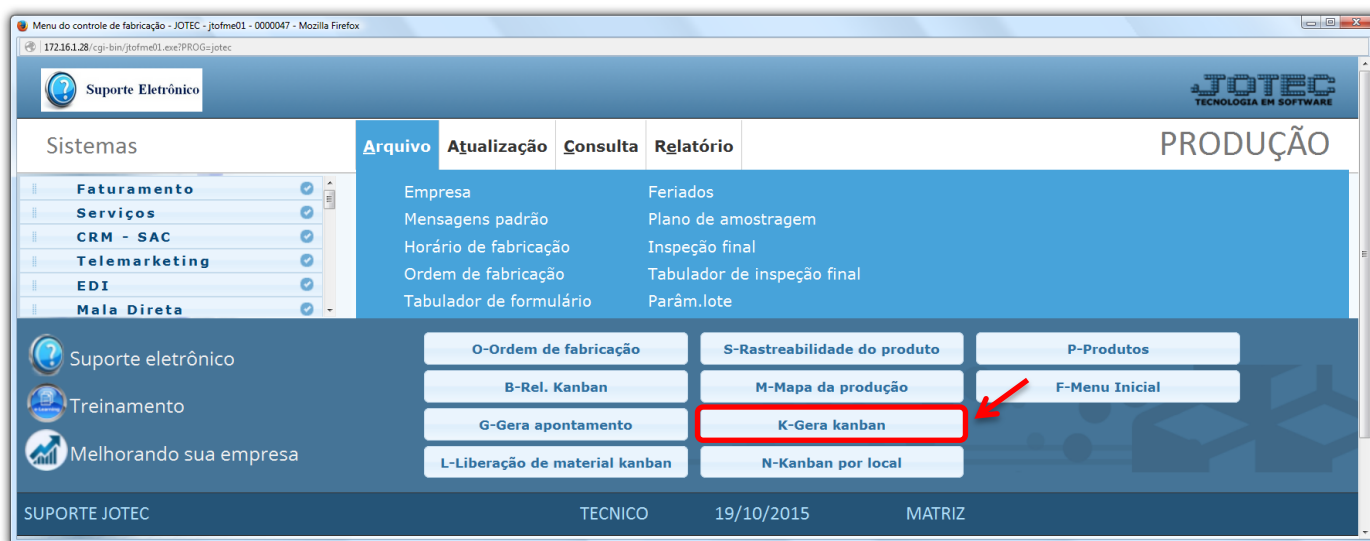 Menu do controle de fabricação - JOTEC - jtofme01 - 0000047 - Mozilla Firefox
172.16.1.28/cgi-bin/jtofme01.exe?PROG=jotec
Suporte Eletrônico
JOTEC
TECNOLOGIA EM SOFTWARE
Sistemas
Arquivo Atualização Consulta Relatório
PRODUÇÃO
Faturamento
Serviços
CRM - SAC
Telemarketing
EDI
Mala Direta
Empresa Feriados
Mensagens padrão Plano de amostragem
Horário de fabricação Inspeção final
Ordem de fabricação Tabulador de inspeção final
Tabulador de formulário Parâm.lote
Suporte eletrônico
Treinamento
Melhorando sua empresa
O-Ordem de fabricação S-Rastreabilidade do produto P-Produtos
B-Rel. Kanban M-Mapa da produção F-Menu Inicial
G-Gera apontamento K-Gera kanban
L-Liberação de material kanban N-Kanban por local
SUPORTE JOTEC TECNICO 19/10/2015 MATRIZ